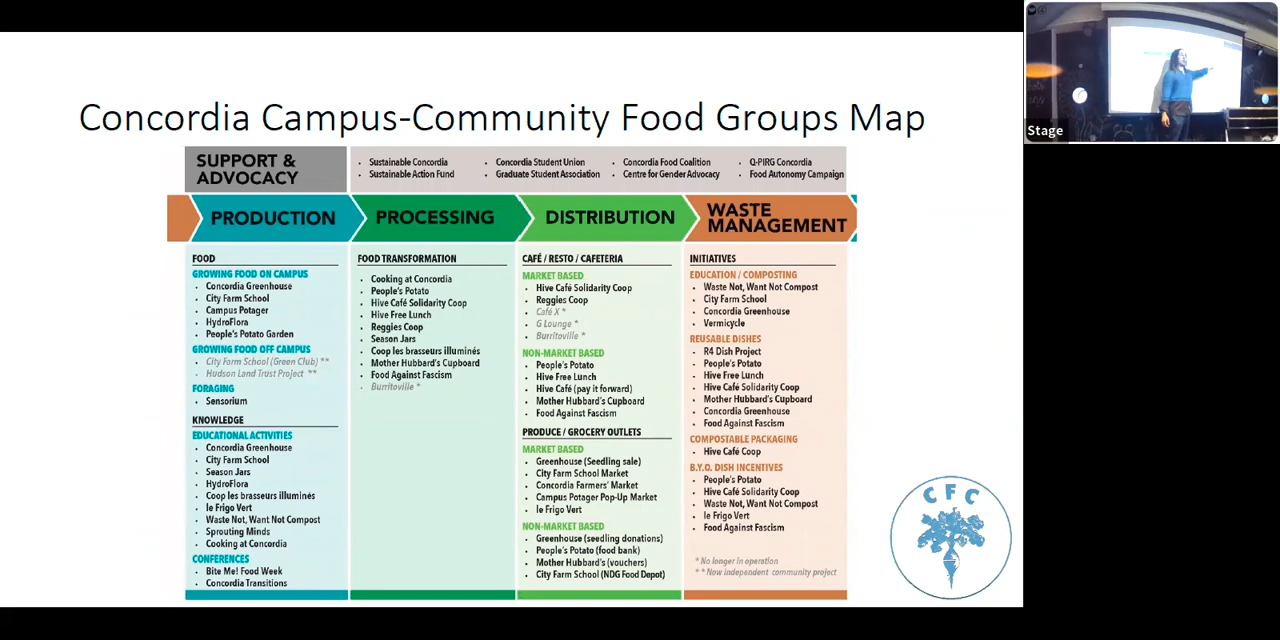 Stage
Concordia Campus-Community Food Groups Map
SUPPORT &
ADVOCACY
• Sustainable Concordia
• Sustainable Action Fund
• Concordia Student Union
• Graduate Student Association
• Concordia Food Coalition
• Centre for Gender Advocacy
• Q-PIRG Concordia
• Food Autonomy Campaign
PRODUCTION
PROCESSING
DISTRIBUTION
WASTE
MANAGEMENT
FOOD
GROWING FOOD ON CAMPUS
• Concordia Greenhouse
• City Farm School
• Campus Potager
• HydroFlora
• People's Potato Garden
GROWING FOOD OFF CAMPUS
• City Farm School (Green Club) **
• Hudson Land Trust Project **
FORAGING
• Sensorium
KNOWLEDGE
EDUCATIONAL ACTIVITIES
• Concordia Greenhouse
• City Farm School
• Season Jars
• HydroFlora
• Coop les brasseurs illuminés
• le Frigo Vert
• Waste Not, Want Not Compost
• Sprouting Minds
• Cooking at Concordia
CONFERENCES
• Bite Me! Food Week
• Concordia Transitions
FOOD TRANSFORMATION
• Cooking at Concordia
• People's Potato
• Hive Café Solidarity Coop
• Hive Free Lunch
• Reggies Coop
• Season Jars
• Coop les brasseurs illuminés
• Mother Hubbard's Cupboard
• Food Against Fascism
• Burritoville *
CAFÉ / RESTO / CAFETERIA
MARKET BASED
• Hive Café Solidarity Coop
• Reggies Coop
• Café X *
• G Lounge *
• Burritoville *
NON-MARKET BASED
• People's Potato
• Hive Free Lunch
• Hive Café (pay it forward)
• Mother Hubbard's Cupboard
• Food Against Fascism
PRODUCE / GROCERY OUTLETS
MARKET BASED
• Greenhouse (Seedling sale)
• City Farm School Market
• Concordia Farmers' Market
• Campus Potager Pop-Up Market
• le Frigo Vert
NON-MARKET BASED
• Greenhouse (seedling donations)
• People's Potato (food bank)
• Mother Hubbard's (vouchers)
• City Farm School (NDG Food Depot)
INITIATIVES
EDUCATION / COMPOSTING
• Waste Not, Want Not Compost
• City Farm School
• Concordia Greenhouse
• Vermicycle
REUSABLE DISHES
• R4 Dish Project
• People's Potato
• Hive Free Lunch
• Hive Café Solidarity Coop
• Mother Hubbard's Cupboard
• Concordia Greenhouse
• Food Against Fascism
COMPOSTABLE PACKAGING
• Hive Café Coop
B.Y.O. DISH INCENTIVES
• People's Potato
• Hive Café Solidarity Coop
• Waste Not, Want Not Compost
• le Frigo Vert
• Food Against Fascism
* No longer in operation
** Now independent community project
CFC